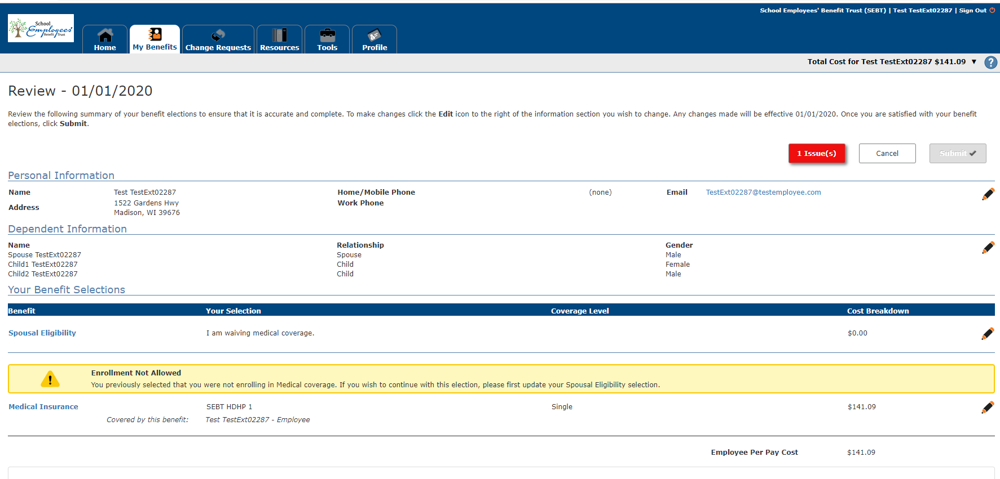 School Employees' Benefit Trust (SEBT) | Test TestExt02287 | Sign Out
School
Employees'
Benefit Trust
Home
My Benefits
Change Requests
Resources
Tools
Profile
Total Cost for Test TestExt02287 $141.09 ▼
?
Review - 01/01/2020
Review the following summary of your benefit elections to ensure that it is accurate and complete. To make changes click the Edit icon to the right of the information section you wish to change. Any changes made will be effective 01/01/2020. Once you are satisfied with your benefit
elections, click Submit.
1 Issue(s)
Cancel
Submit ✔
Personal Information
Name Test TestExt02287 Home/Mobile Phone (none) Email TestExt02287@testemployee.com
Address 1522 Gardens Hwy Work Phone
Madison, WI 39676
Dependent Information
Name Relationship Gender
Spouse TestExt02287 Spouse Male
Child1 TestExt02287 Child Female
Child2 TestExt02287 Child Male
Your Benefit Selections
Benefit Your Selection Coverage Level Cost Breakdown
Spousal Eligibility I am waiving medical coverage. $0.00
Enrollment Not Allowed
You previously selected that you were not enrolling in Medical coverage. If you wish to continue with this election, please first update your Spousal Eligibility selection.
Medical Insurance SEBT HDHP 1 Single $141.09
Covered by this benefit: Test TestExt02287 - Employee
Employee Per Pay Cost $141.09